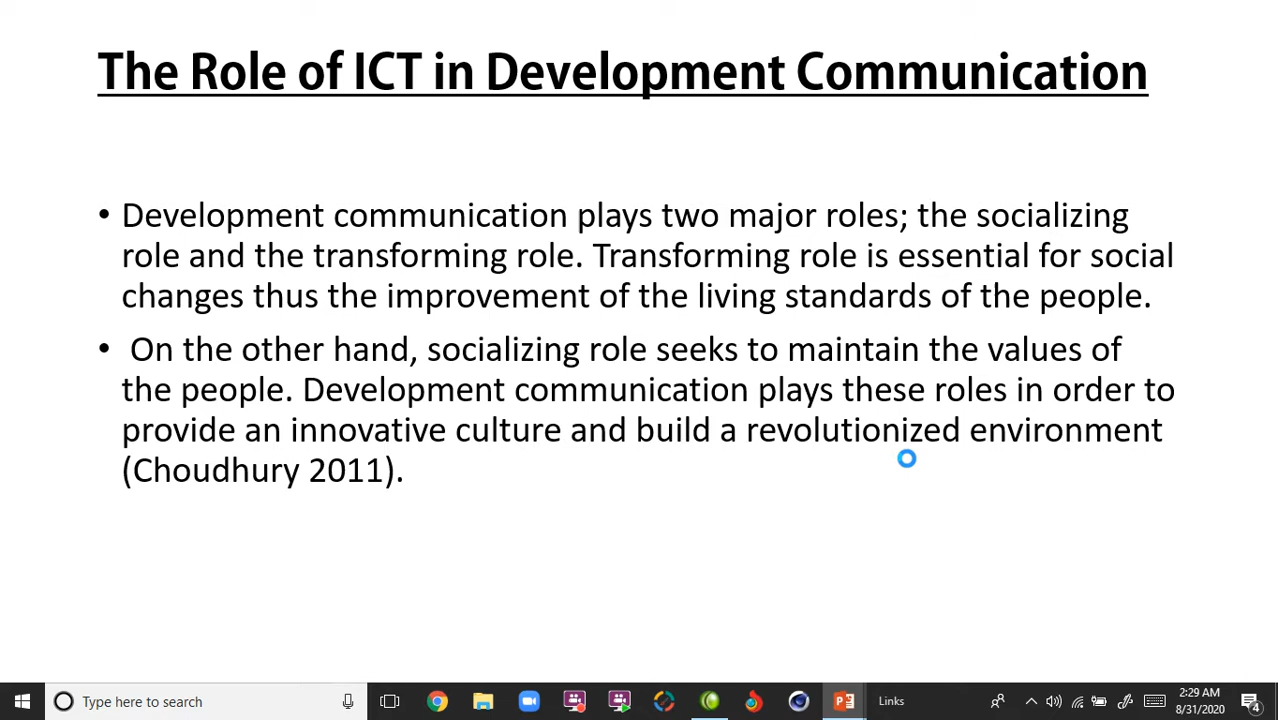 The Role of ICT in Development Communication
• Development communication plays two major roles; the socializing
role and the transforming role. Transforming role is essential for social
changes thus the improvement of the living standards of the people.
• On the other hand, socializing role seeks to maintain the values of
the people. Development communication plays these roles in order to
provide an innovative culture and build a revolutionized environment
(Choudhury 2011).
Type here to search
Links
2:29 AM
8/31/2020
4